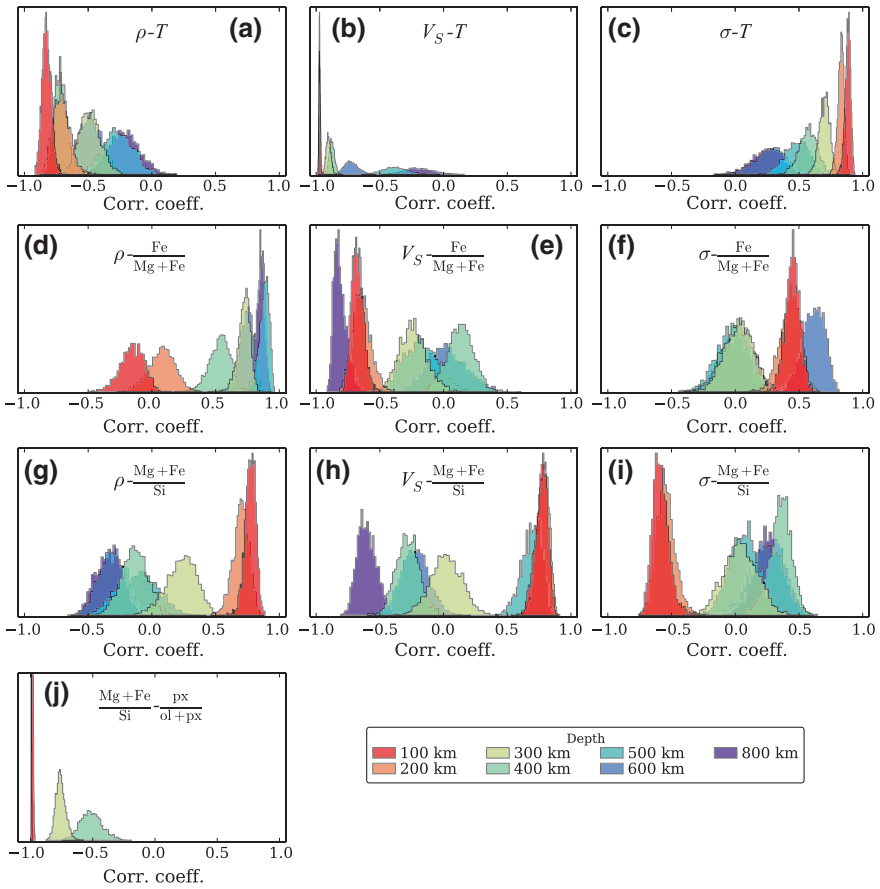 (a) ρ-T
−1.0 −0.5 0.0 0.5 1.0
Corr. coeff.
(b) V_S-T
−1.0 −0.5 0.0 0.5 1.0
Corr. coeff.
(c) σ-T
−1.0 −0.5 0.0 0.5 1.0
Corr. coeff.
(d) ρ-Fe/Mg+Fe
−1.0 −0.5 0.0 0.5 1.0
Corr. coeff.
(e) V_S-Fe/Mg+Fe
−1.0 −0.5 0.0 0.5 1.0
Corr. coeff.
(f) σ-Fe/Mg+Fe
−1.0 −0.5 0.0 0.5 1.0
Corr. coeff.
(g) ρ-Mg+Fe/Si
−1.0 −0.5 0.0 0.5 1.0
Corr. coeff.
(h) V_S-Mg+Fe/Si
−1.0 −0.5 0.0 0.5 1.0
Corr. coeff.
(i) σ-Mg+Fe/Si
−1.0 −0.5 0.0 0.5 1.0
Corr. coeff.
(j) Mg+Fe/Si-px/ol+px
−1.0 −0.5 0.0 0.5 1.0
Corr. coeff.
Depth
100 km 300 km 500 km 800 km
200 km 400 km 600 km